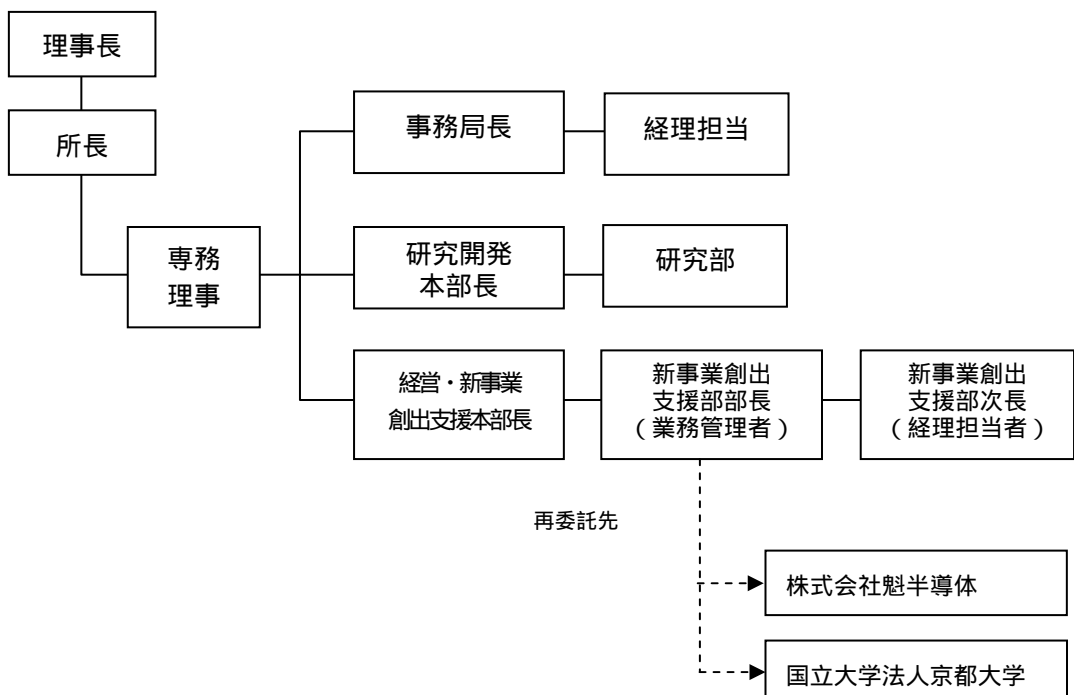 理事長
所長
専務
理事
事務局長
経理担当
研究開発
本部長
研究部
経営・新事業
創出支援本部長
新事業創出
支援部部長
（業務管理者）
新事業創出
支援部次長
（経理担当者）
再委託先
株式会社魁半導体
国立大学法人京都大学